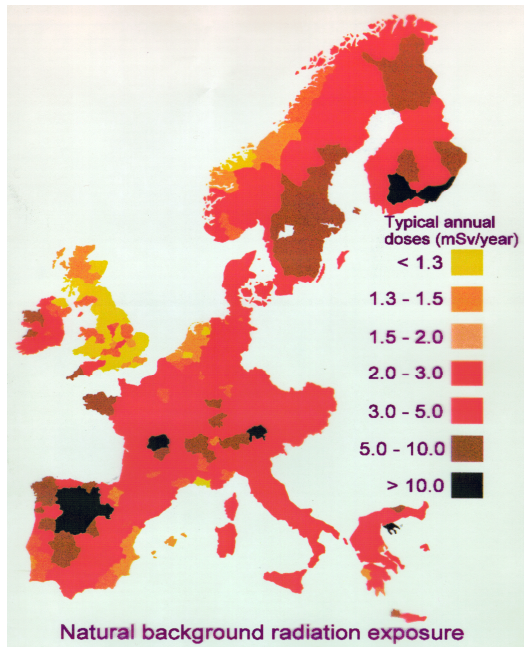 Typical annual
doses (mSv/year)
< 1.3
1.3 - 1.5
1.5 - 2.0
2.0 - 3.0
3.0 - 5.0
5.0 - 10.0
> 10.0
Natural background radiation exposure